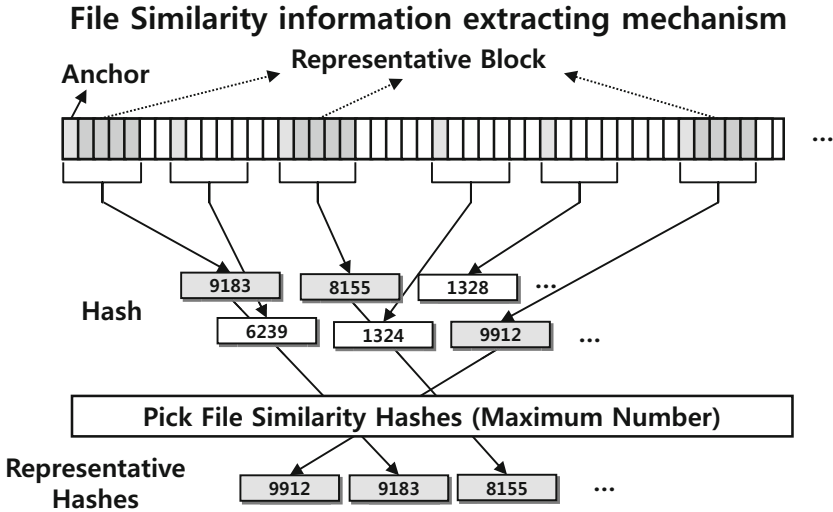 File Similarity information extracting mechanism
Representative Block
Anchor
...
9183 8155 1328 ...
Hash
6239 1324 9912 ...
Pick File Similarity Hashes (Maximum Number)
Representative
Hashes
9912 9183 8155 ...